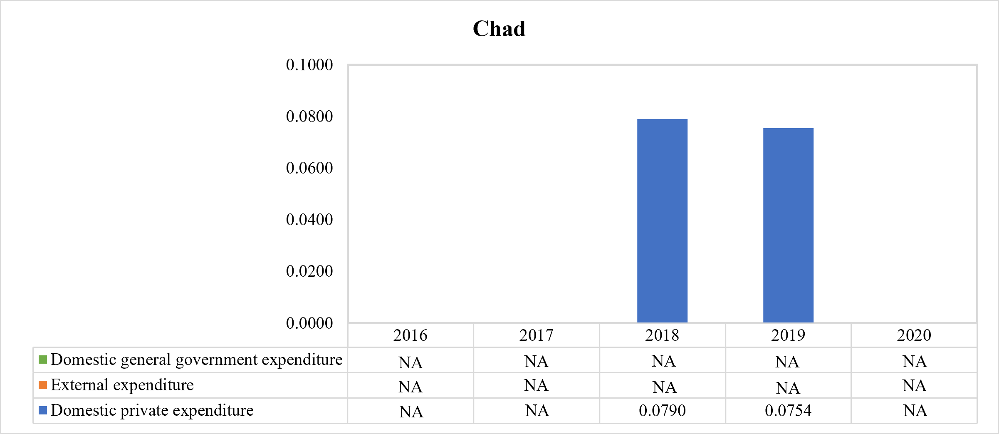 Chad
0.1000
0.0800
0.0600
0.0400
0.0200
0.0000
2016 2017 2018 2019 2020
Domestic general government expenditure NA NA NA NA NA
External expenditure NA NA NA NA NA
Domestic private expenditure NA NA 0.0790 0.0754 NA